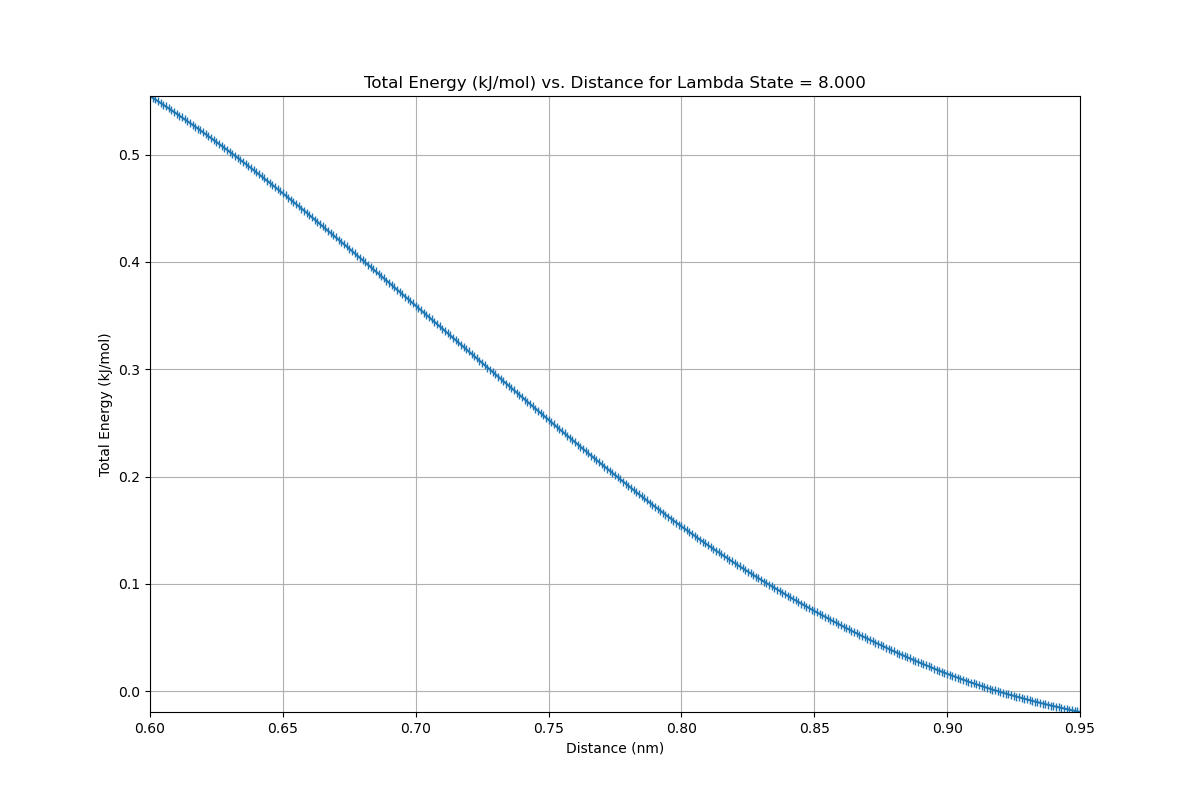 Total Energy (kJ/mol) vs. Distance for Lambda State = 8.000
Total Energy (kJ/mol)
0.5
0.4
0.3
0.2
0.1
0.0
0.60 0.65 0.70 0.75 0.80 0.85 0.90 0.95
Distance (nm)